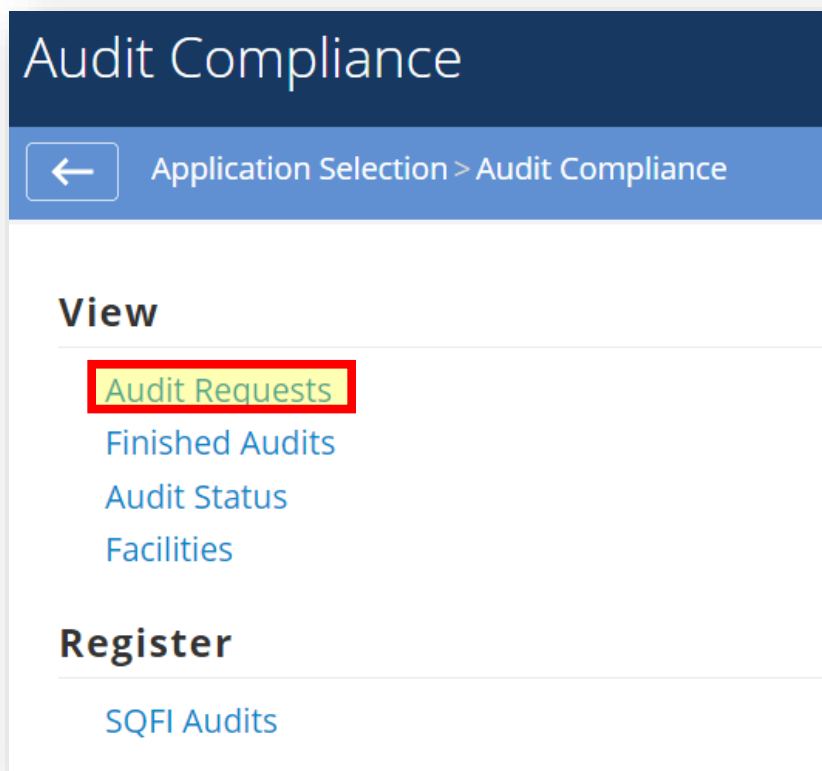 Audit Compliance
Application Selection > Audit Compliance
View
Audit Requests
Finished Audits
Audit Status
Facilities
Register
SQFI Audits